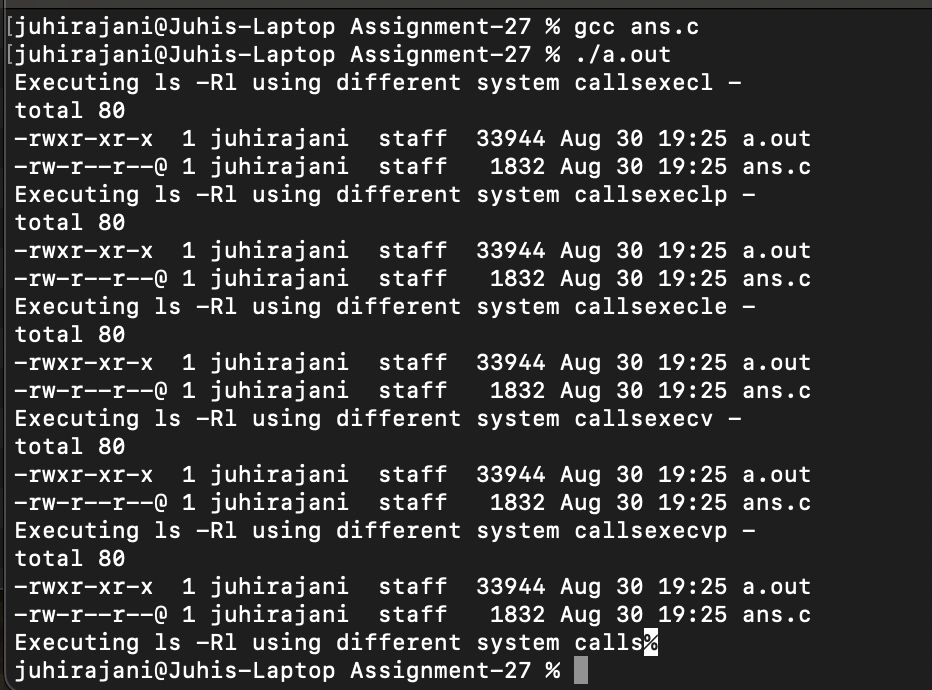 [juhirajani@Juhis-Laptop Assignment-27 % gcc ans.c
[juhirajani@Juhis-Laptop Assignment-27 % ./a.out
Executing ls -Rl using different system callsexecl -
total 80
-rwxr-xr-x  1 juhirajani  staff  33944 Aug 30 19:25 a.out
-rw-r--r--@ 1 juhirajani  staff   1832 Aug 30 19:25 ans.c
Executing ls -Rl using different system callsexeclp -
total 80
-rwxr-xr-x  1 juhirajani  staff  33944 Aug 30 19:25 a.out
-rw-r--r--@ 1 juhirajani  staff   1832 Aug 30 19:25 ans.c
Executing ls -Rl using different system callsexecle -
total 80
-rwxr-xr-x  1 juhirajani  staff  33944 Aug 30 19:25 a.out
-rw-r--r--@ 1 juhirajani  staff   1832 Aug 30 19:25 ans.c
Executing ls -Rl using different system callsexecv -
total 80
-rwxr-xr-x  1 juhirajani  staff  33944 Aug 30 19:25 a.out
-rw-r--r--@ 1 juhirajani  staff   1832 Aug 30 19:25 ans.c
Executing ls -Rl using different system callsexecvp -
total 80
-rwxr-xr-x  1 juhirajani  staff  33944 Aug 30 19:25 a.out
-rw-r--r--@ 1 juhirajani  staff   1832 Aug 30 19:25 ans.c
Executing ls -Rl using different system calls%
juhirajani@Juhis-Laptop Assignment-27 %